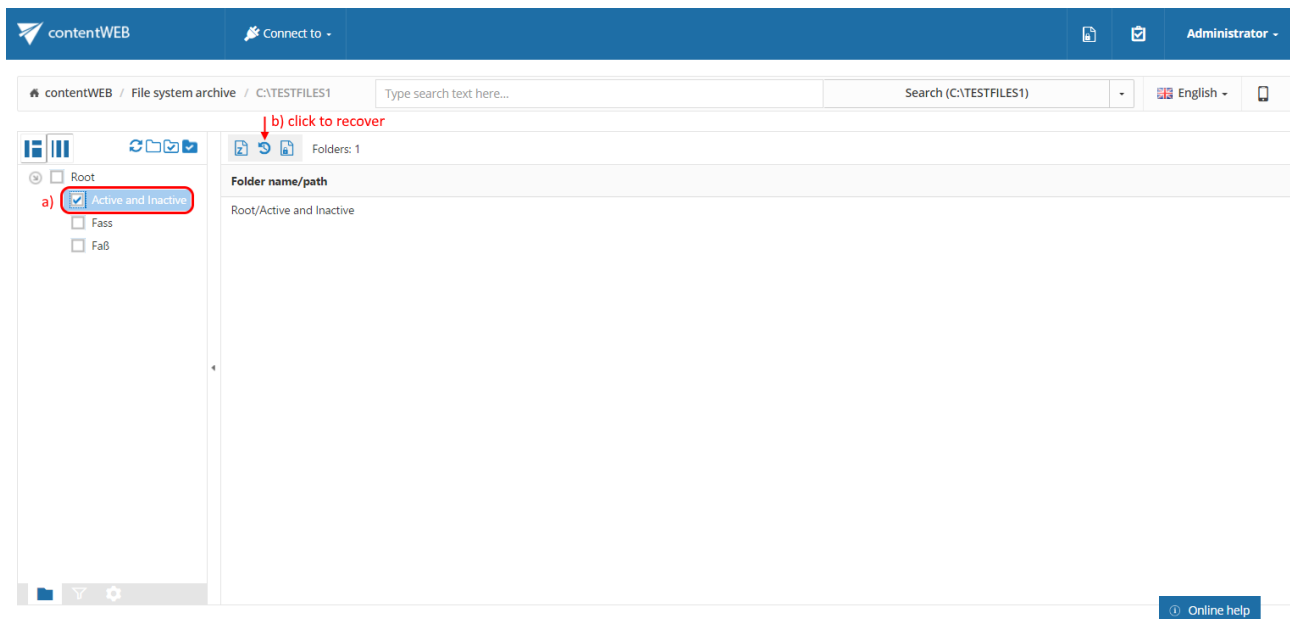 contentWEB
Connect to
Administrator
contentWEB / File system archive / C:\TESTFILES1
Type search text here...
Search (C:\TESTFILES1)
English
b) click to recover
Folders: 1
Root
a)
Active and Inactive
Fass
Faß
Folder name/path
Root/Active and Inactive
Online help